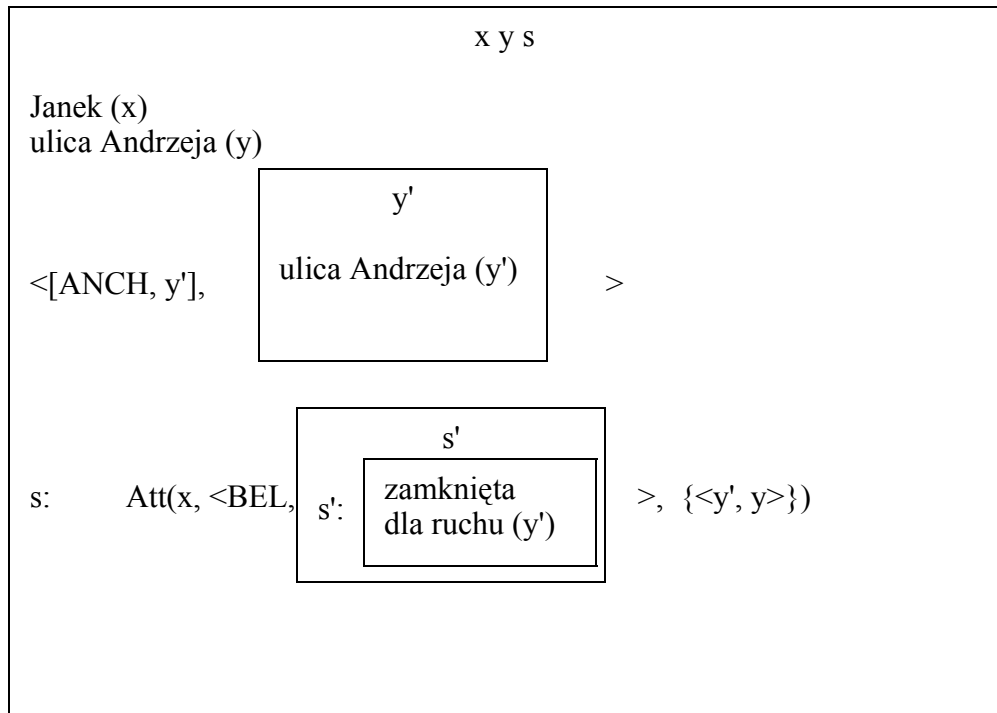 x y s
Janek (x)
ulica Andrzeja (y)
y'
<[ANCH, y'], ulica Andrzeja (y') >
s'
s: Att(x, <BEL, s': zamknięta dla ruchu (y') >, {<y', y>})